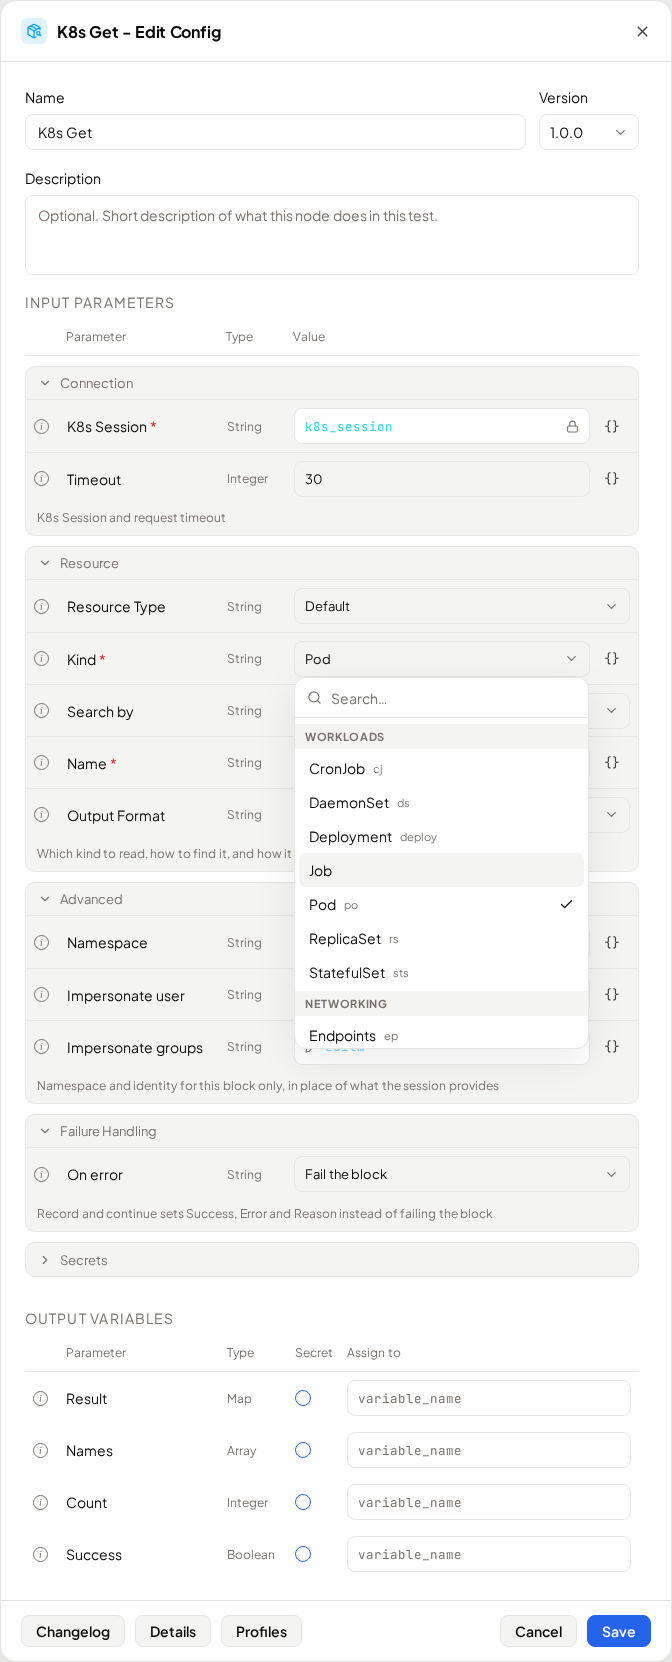 K8s Get - Edit Config
Name
Version
K8s Get
1.0.0
Description
Optional. Short description of what this node does in this test.
INPUT PARAMETERS
Parameter Type Value
Connection
K8s Session * String k8s_session {}
Timeout Integer 30 {}
K8s Session and request timeout
Resource
Resource Type String Default
Kind * String Pod {}
Search by String
Name * String {}
Output Format String
Which kind to read, how to find it, and how it
Search...
WORKLOADS
CronJob cj
DaemonSet ds
Deployment deploy
Job
Pod po
ReplicaSet rs
StatefulSet sts
NETWORKING
Endpoints ep
Advanced
Namespace String {}
Impersonate user String {}
Impersonate groups String {}
Namespace and identity for this block only, in place of what the session provides
Failure Handling
On error String Fail the block
Record and continue sets Success, Error and Reason instead of failing the block
Secrets
OUTPUT VARIABLES
Parameter Type Secret Assign to
Result Map variable_name
Names Array variable_name
Count Integer variable_name
Success Boolean variable_name
Changelog Details Profiles Cancel Save